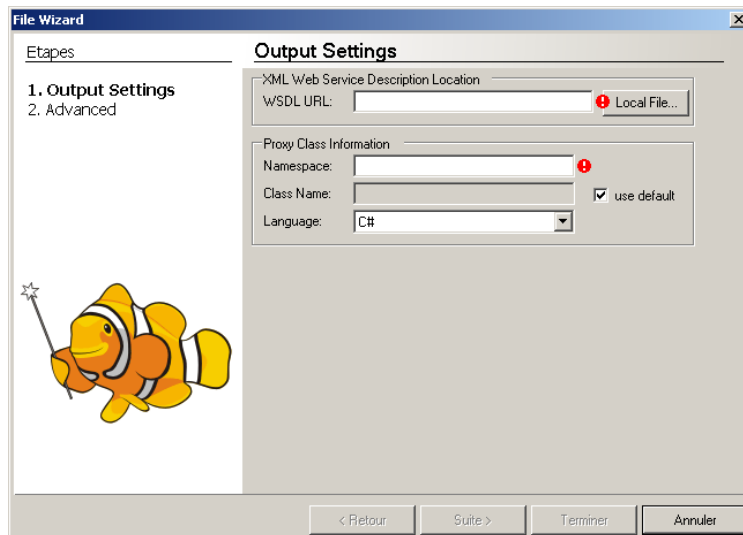 File Wizard
Etapes
1. Output Settings
2. Advanced
Output Settings
XML Web Service Description Location
WSDL URL:
Local File...
Proxy Class Information
Namespace:
Class Name:
use default
Language:
C#
< Retour
Suite >
Terminer
Annuler